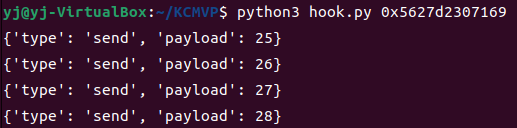 yj@yj-VirtualBox:~/KCMVP$ python3 hook.py 0x5627d2307169
{'type': 'send', 'payload': 25}
{'type': 'send', 'payload': 26}
{'type': 'send', 'payload': 27}
{'type': 'send', 'payload': 28}